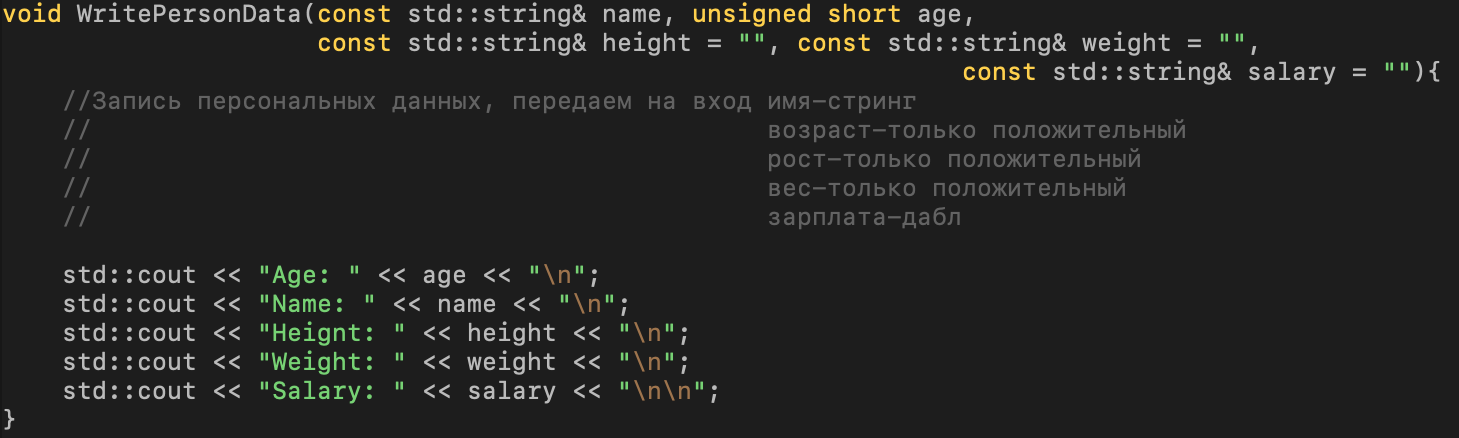 void WritePersonData(const std::string& name, unsigned short age,
const std::string& height = "", const std::string& weight = "",
const std::string& salary = ""){
//Запись персональных данных, передаем на вход имя-стринг
// возраст-только положительный
// рост-только положительный
// вес-только положительный
// зарплата-дабл
std::cout << "Age: " << age << "\n";
std::cout << "Name: " << name << "\n";
std::cout << "Heignt: " << height << "\n";
std::cout << "Weight: " << weight << "\n";
std::cout << "Salary: " << salary << "\n\n";
}